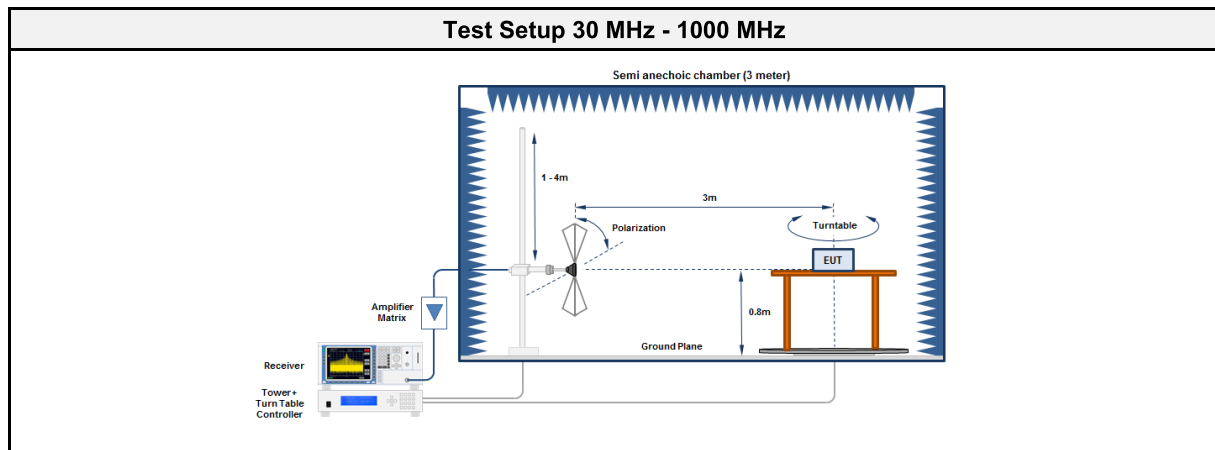 Test Setup 30 MHz - 1000 MHz
Semi anechoic chamber (3 meter)
1 - 4m
3m
Polarization
Turntable
EUT
Amplifier
Matrix
0.8m
Ground Plane
Receiver
Tower+
Turn Table
Controller